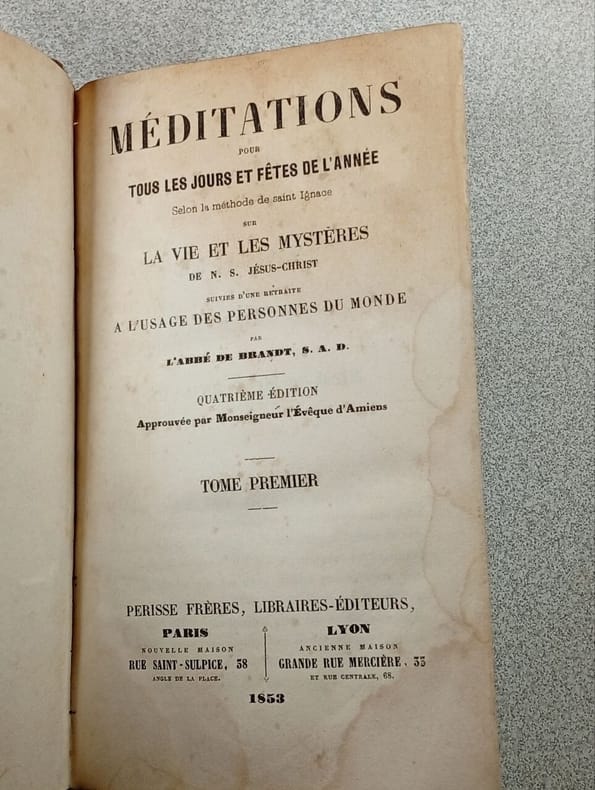 MÉDITATIONS
POUR
TOUS LES JOURS ET FÊTES DE L'ANNÉE
Selon la méthode de saint Ignace
SUR
LA VIE ET LES MYSTÈRES
DE N. S. JÉSUS-CHRIST
SUIVIES D'UNE RETRAITE
A L'USAGE DES PERSONNES DU MONDE
PAR
L'ABBÉ DE BRANDT, S. A. D.
QUATRIÈME ÉDITION
Approuvée par Monseigneur l'Évêque d'Amiens
TOME PREMIER
PERISSE FRÈRES, LIBRAIRES-ÉDITEURS,
PARIS
NOUVELLE MAISON
RUE SAINT-SULPICE, 38
ANGLE DE LA PLACE.
LYON
ANCIENNE MAISON
GRANDE RUE MERCIÈRE, 33
ET RUE CENTRALE, 68.
1853